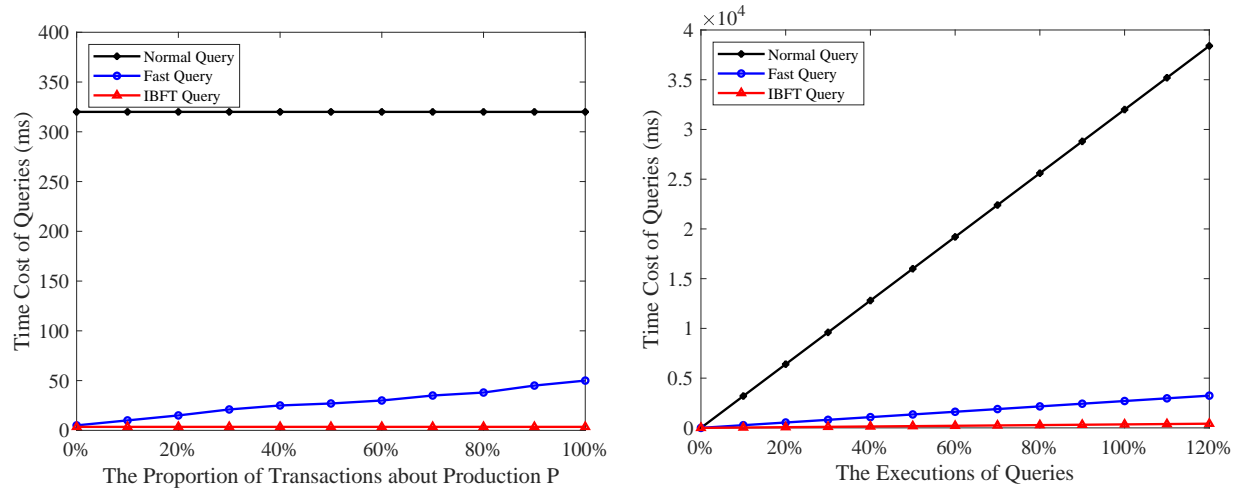 400
350
300
250
200
150
100
50
0
Time Cost of Queries (ms)
Normal Query
Fast Query
IBFT Query
0% 20% 40% 60% 80% 100%
The Proportion of Transactions about Production P
×10⁴
4
3.5
3
2.5
2
1.5
1
0.5
0
Time Cost of Queries (ms)
Normal Query
Fast Query
IBFT Query
0% 20% 40% 60% 80% 100% 120%
The Executions of Queries